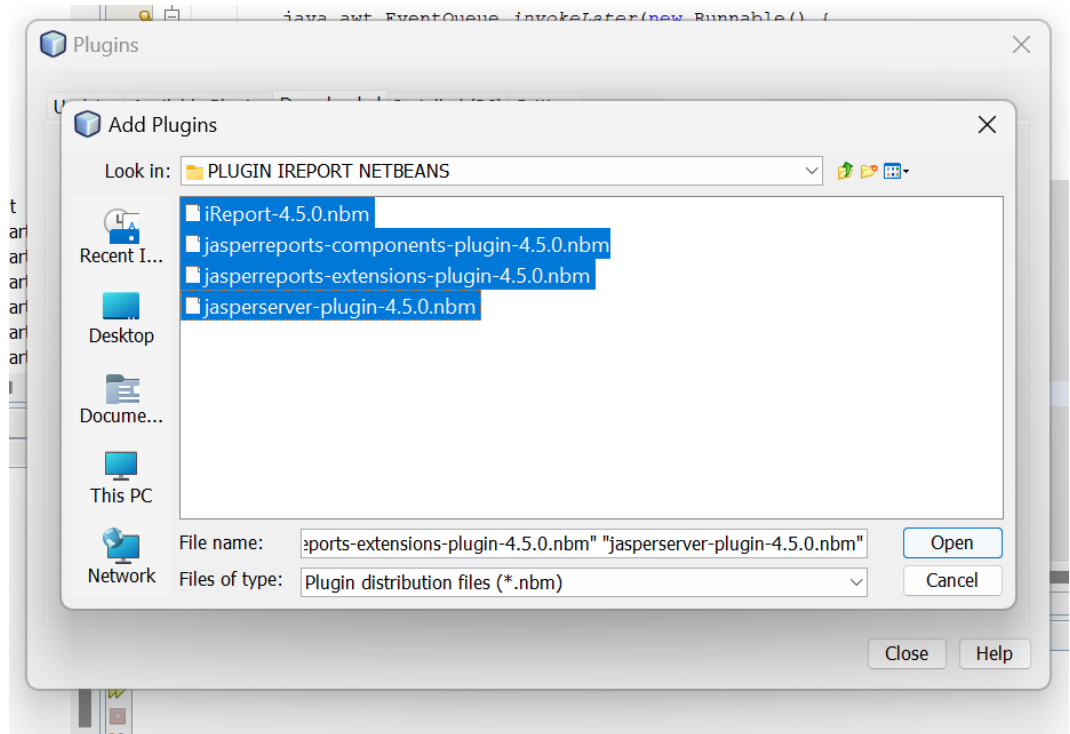 java.awt.EventQueue.invokeLater(new Runnable() {
Plugins
Add Plugins
Look in: PLUGIN IREPORT NETBEANS
iReport-4.5.0.nbm
jasperreports-components-plugin-4.5.0.nbm
jasperreports-extensions-plugin-4.5.0.nbm
jasperserver-plugin-4.5.0.nbm
Recent I...
Desktop
Docume...
This PC
Network
File name: eports-extensions-plugin-4.5.0.nbm" "jasperserver-plugin-4.5.0.nbm"
Open
Files of type: Plugin distribution files (*.nbm)
Cancel
Close Help